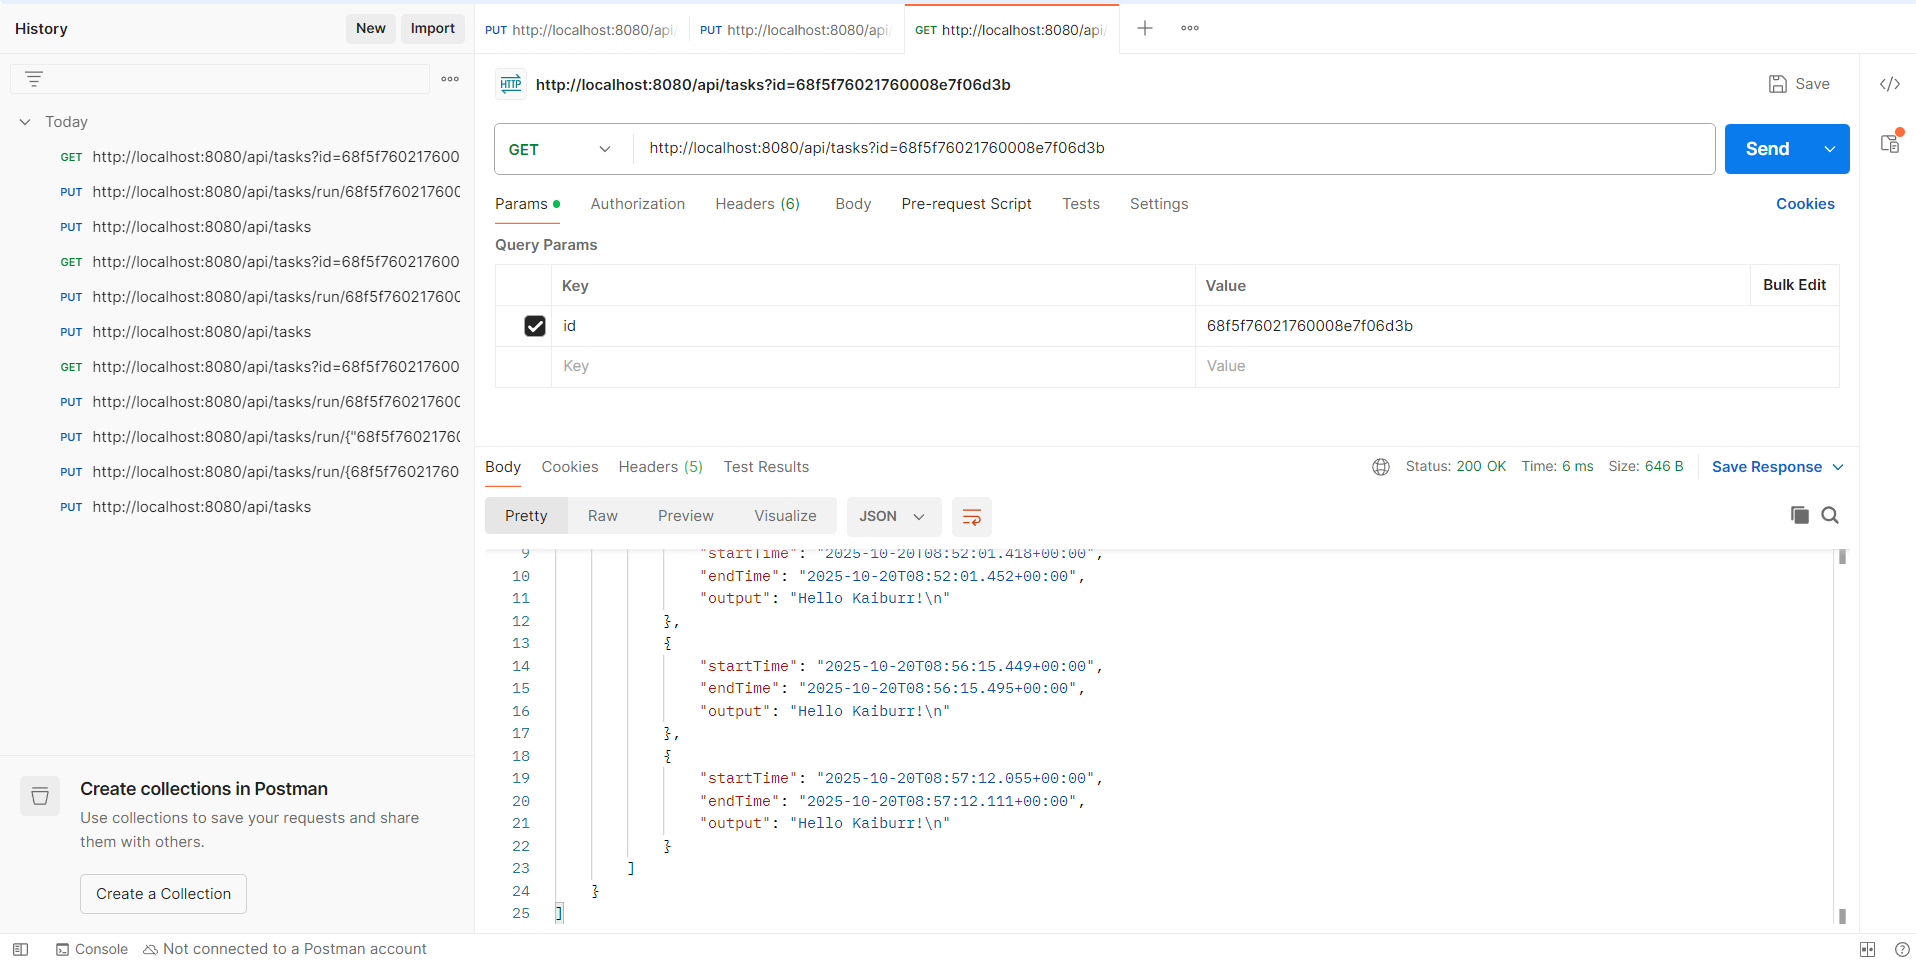 History
New
Import
Today
GET http://localhost:8080/api/tasks?id=68f5f760217600
PUT http://localhost:8080/api/tasks/run/68f5f760217600
PUT http://localhost:8080/api/tasks
GET http://localhost:8080/api/tasks?id=68f5f760217600
PUT http://localhost:8080/api/tasks/run/68f5f760217600
PUT http://localhost:8080/api/tasks
GET http://localhost:8080/api/tasks?id=68f5f760217600
PUT http://localhost:8080/api/tasks/run/68f5f760217600
PUT http://localhost:8080/api/tasks/run/{"68f5f76021760
PUT http://localhost:8080/api/tasks/run/{68f5f76021760
PUT http://localhost:8080/api/tasks
Create collections in Postman
Use collections to save your requests and share
them with others.
Create a Collection
PUT http://localhost:8080/api/
PUT http://localhost:8080/api/
GET http://localhost:8080/api/
HTTP http://localhost:8080/api/tasks?id=68f5f76021760008e7f06d3b
Save
GET http://localhost:8080/api/tasks?id=68f5f76021760008e7f06d3b
Send
Params Authorization Headers (6) Body Pre-request Script Tests Settings
Cookies
Query Params
Key Value Bulk Edit
id 68f5f76021760008e7f06d3b
Key Value
Body Cookies Headers (5) Test Results
Status: 200 OK Time: 6 ms Size: 646 B Save Response
Pretty Raw Preview Visualize JSON
9 "startTime": "2025-10-20T08:52:01.418+00:00",
10 "endTime": "2025-10-20T08:52:01.452+00:00",
11 "output": "Hello Kaiburr!\n"
12 },
13 {
14 "startTime": "2025-10-20T08:56:15.449+00:00",
15 "endTime": "2025-10-20T08:56:15.495+00:00",
16 "output": "Hello Kaiburr!\n"
17 },
18 {
19 "startTime": "2025-10-20T08:57:12.055+00:00",
20 "endTime": "2025-10-20T08:57:12.111+00:00",
21 "output": "Hello Kaiburr!\n"
22 }
23 ]
24 }
25 ]
Console Not connected to a Postman account